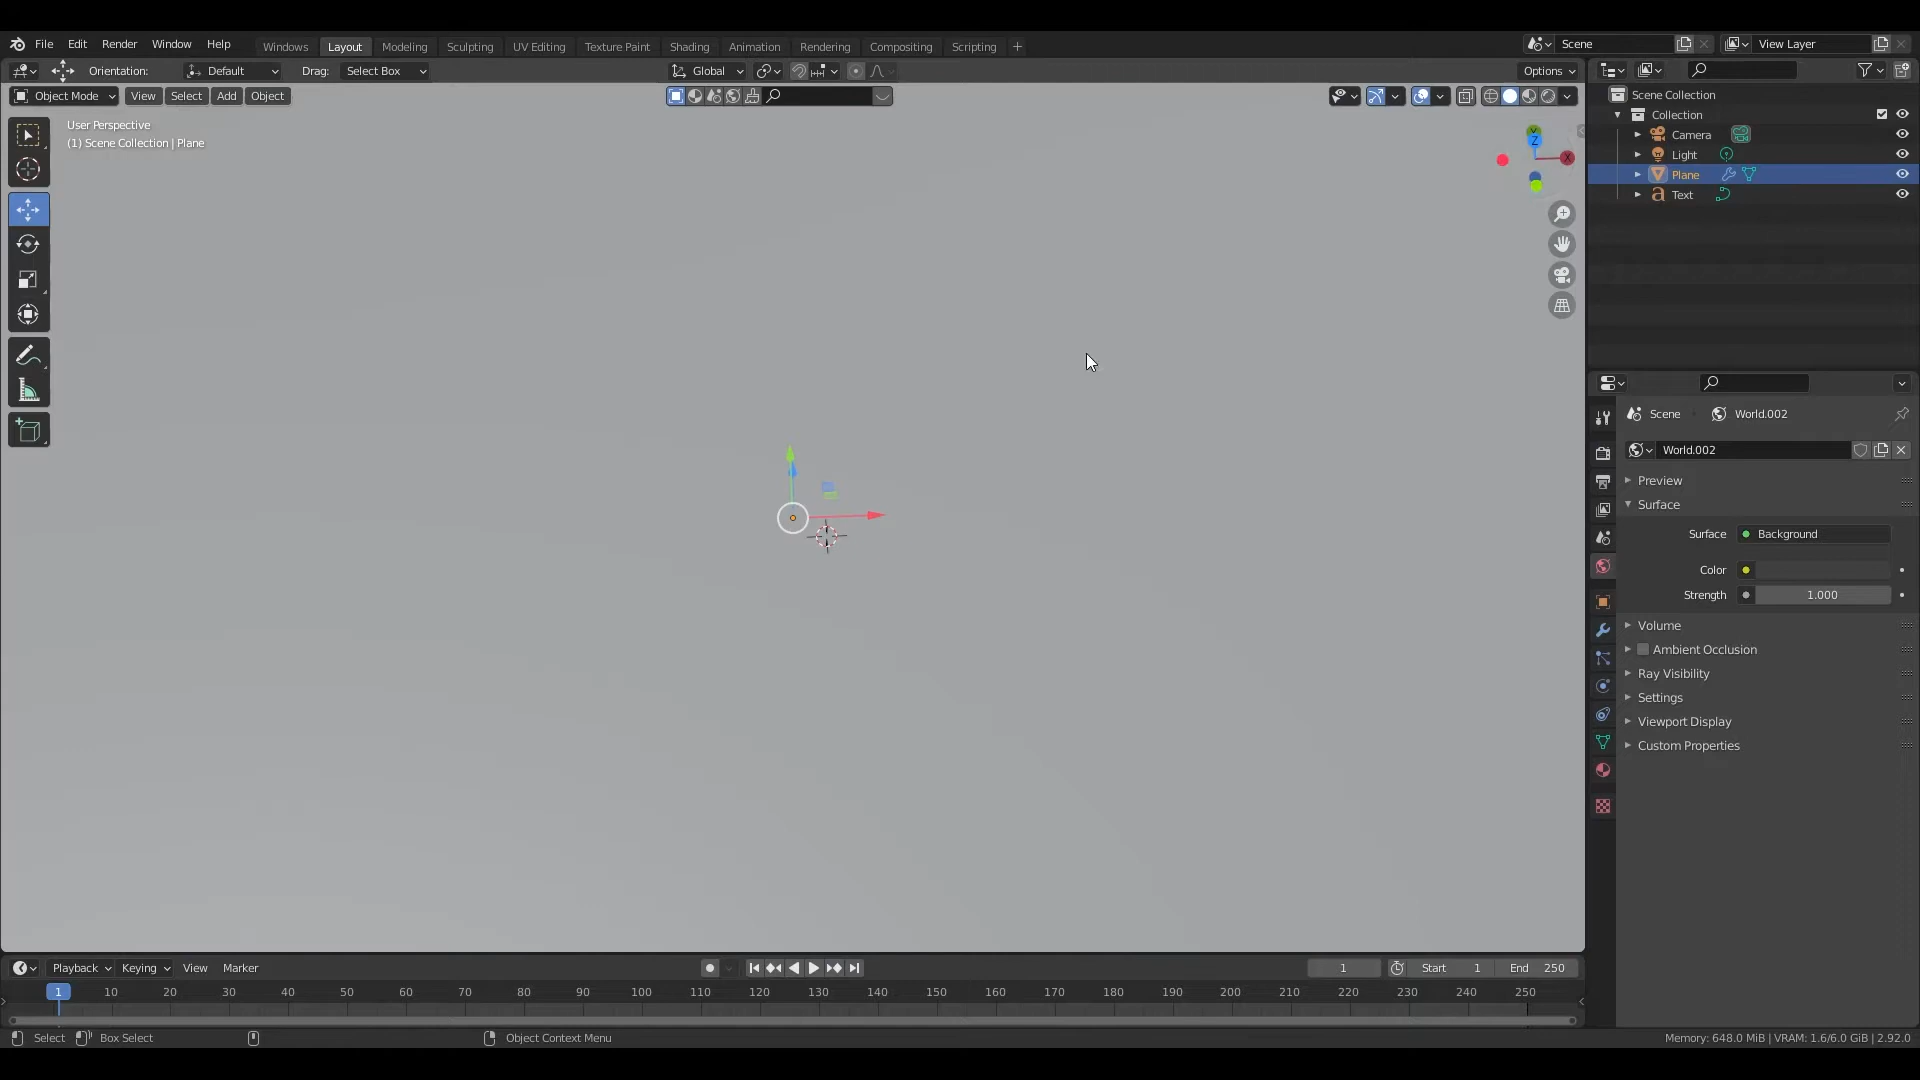 File Edit Render Window Help
Windows Layout Modeling Sculpting UV Editing Texture Paint Shading Animation Rendering Compositing Scripting +
Scene
View Layer
Orientation: Default Drag: Select Box
Global
Options
Object Mode View Select Add Object
User Perspective
(1) Scene Collection | Plane
Y
Z
X
Scene Collection
Collection
Camera
Light
Plane
Text
Scene World.002
World.002
Preview
Surface
Surface Background
Color
Strength 1.000
Volume
Ambient Occlusion
Ray Visibility
Settings
Viewport Display
Custom Properties
Playback Keying View Marker
1 Start 1 End 250
1 10 20 30 40 50 60 70 80 90 100 110 120 130 140 150 160 170 180 190 200 210 220 230 240 250
Select Box Select Object Context Menu
Memory: 648.0 MiB | VRAM: 1.6/6.0 GiB | 2.92.0